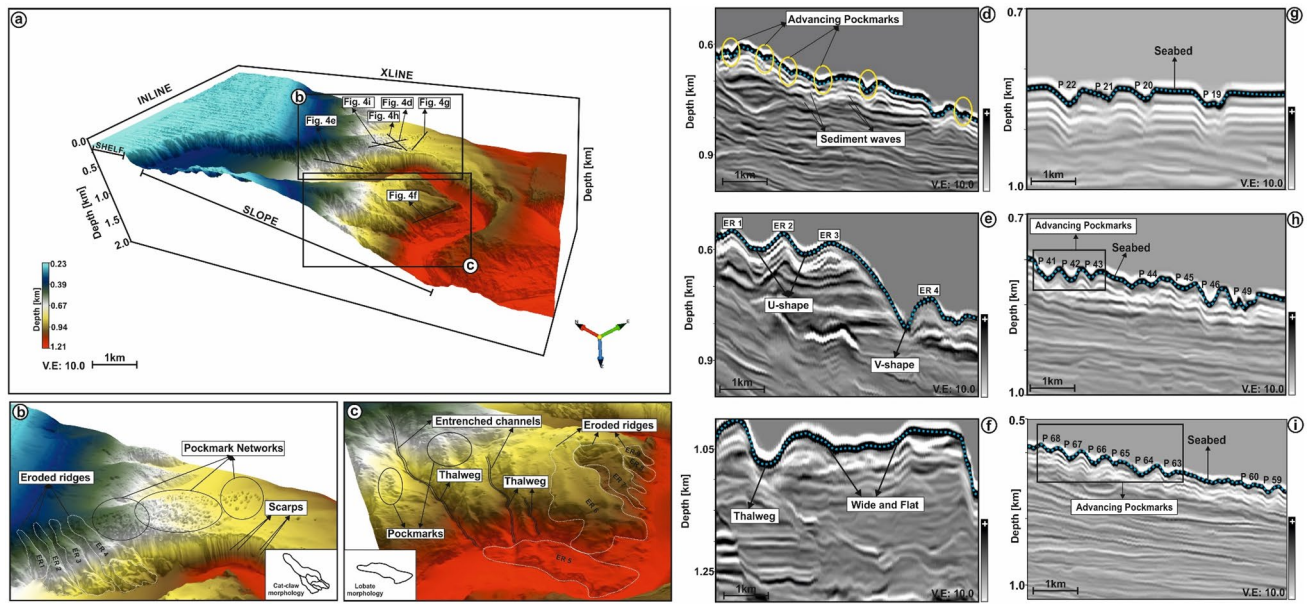 a
INLINE
XLINE
b
Fig. 4i
Fig. 4d
Fig. 4g
Fig. 4h
Fig. 4e
0.0
SHELF
0.5
1.0
1.5
2.0
Depth [km]
Depth [km]
Fig. 4f
SLOPE
c
0.23
0.39
0.67
0.94
1.21
Depth [km]
V.E: 10.0
1km
b
Pockmark Networks
Eroded ridges
Scarps
ER 1
ER 2
ER 3
ER 4
Cat-claw
morphology
c
Entrenched channels
Eroded ridges
Thalweg
Thalweg
Pockmarks
Lobate
morphology
d
Advancing Pockmarks
0.6
Depth [km]
Sediment waves
0.9
1km
V.E: 10.0
+
e
ER 1
ER 2
ER 3
0.6
Depth [km]
ER 4
U-shape
V-shape
0.9
1km
V.E: 10.0
+
f
1.05
Depth [km]
Thalweg
Wide and Flat
1.25
1km
V.E: 10.0
+
g
0.7
Seabed
P 22
P 21
P 20
P 19
Depth [km]
1.0
1km
V.E: 10.0
+
h
0.7
Advancing Pockmarks
Seabed
P 41
P 42
P 43
P 44
P 45
P 46
P 49
Depth [km]
1.0
1km
V.E: 10.0
+
i
0.5
P 68
P 67
P 66
P 65
P 64
P 63
Seabed
P 60
P 59
Depth [km]
Advancing Pockmarks
1.0
1km
V.E: 10.0
+